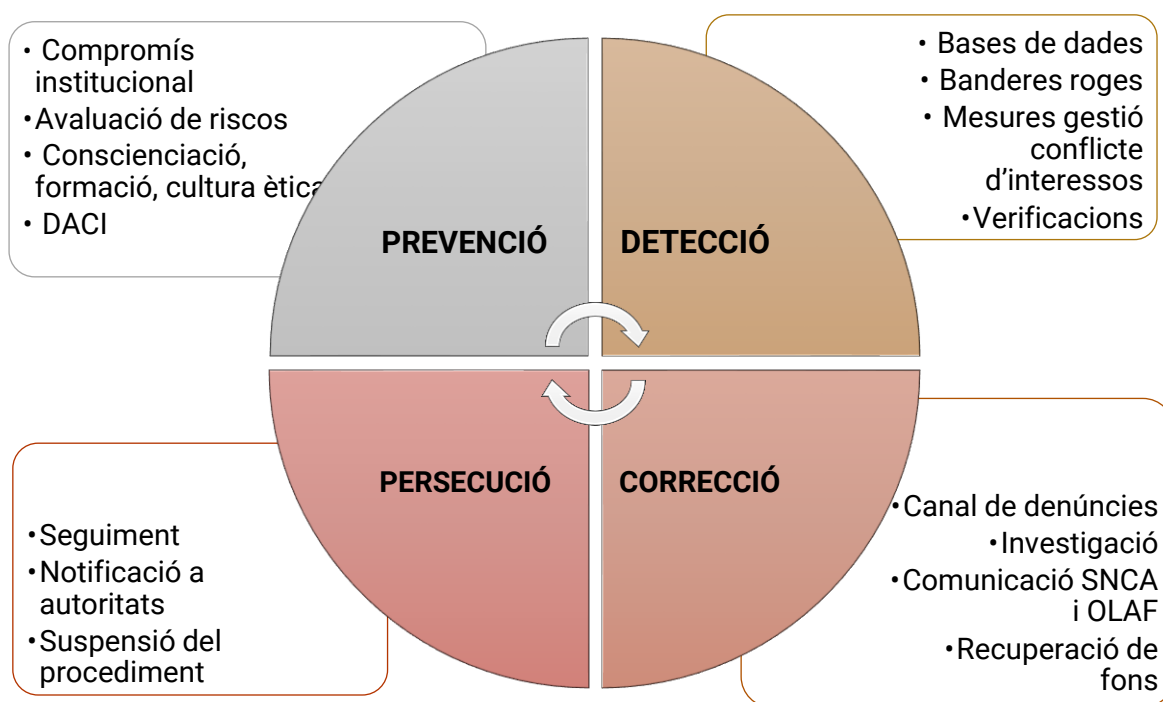 • Compromís
institucional
•Avaluació de riscos
• Conscienciació,
formació, cultura ètica
• DACI
• Bases de dades
• Banderes roges
• Mesures gestió
conflicte
d’interessos
•Verificacions
PREVENCIÓ
DETECCIÓ
PERSECUCIÓ
CORRECCIÓ
•Seguiment
•Notificació a
autoritats
•Suspensió del
procediment
•Canal de denúncies
•Investigació
•Comunicació SNCA
i OLAF
•Recuperació de
fons